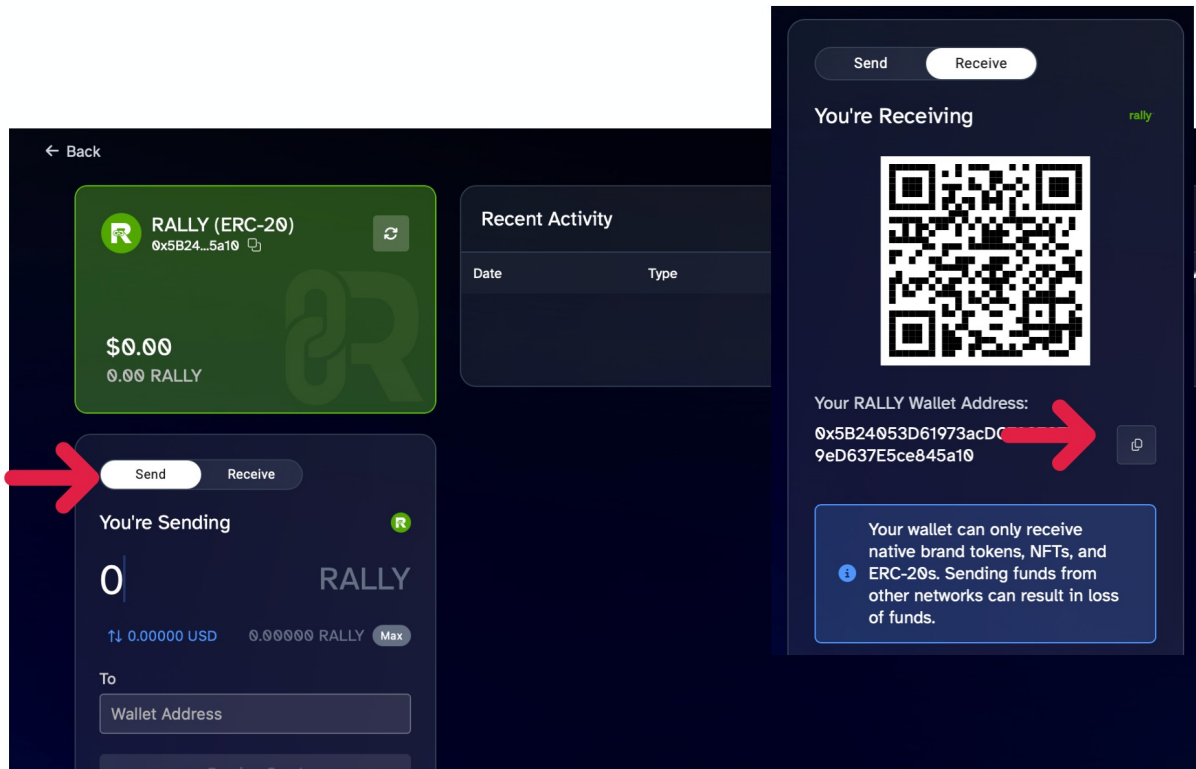 ← Back
RALLY (ERC-20)
0x5B24...5a10
$0.00
0.00 RALLY
Send
Receive
You're Sending
0
RALLY
↑↓ 0.00000 USD
0.00000 RALLY
Max
To
Wallet Address
Recent Activity
Date
Type
Send
Receive
You're Receiving
rally
Your RALLY Wallet Address:
9eD637E5ce845a10
Your wallet can only receive
native brand tokens, NFTs, and
ERC-20s. Sending funds from
other networks can result in loss
of funds.